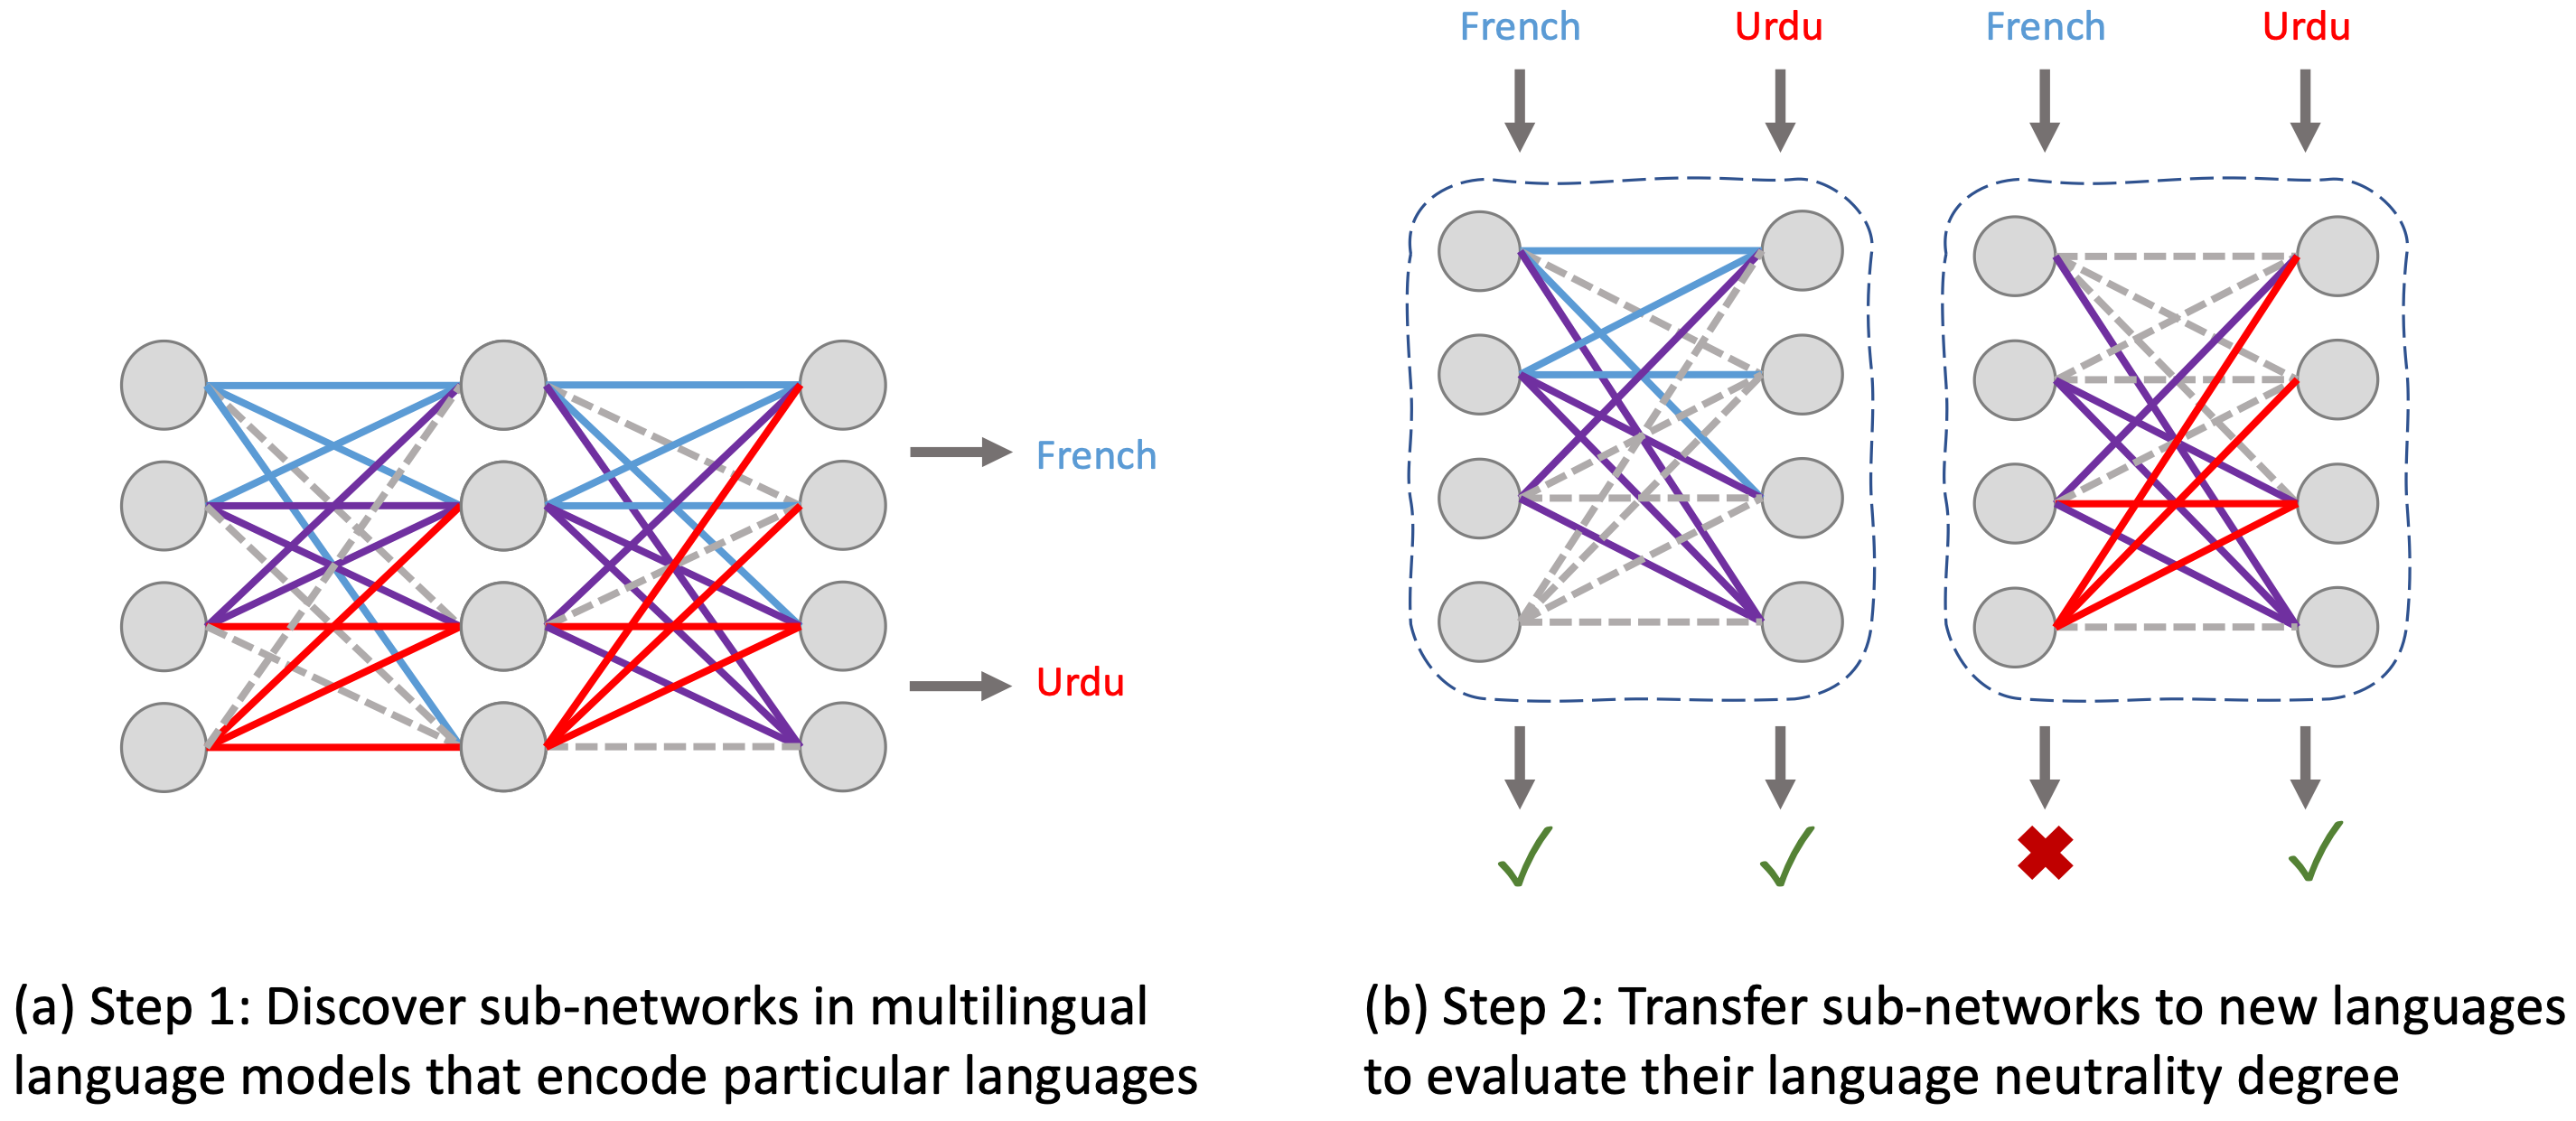 French
Urdu
French
Urdu
French
Urdu
(a) Step 1: Discover sub-networks in multilingual
language models that encode particular languages
(b) Step 2: Transfer sub-networks to new languages
to evaluate their language neutrality degree